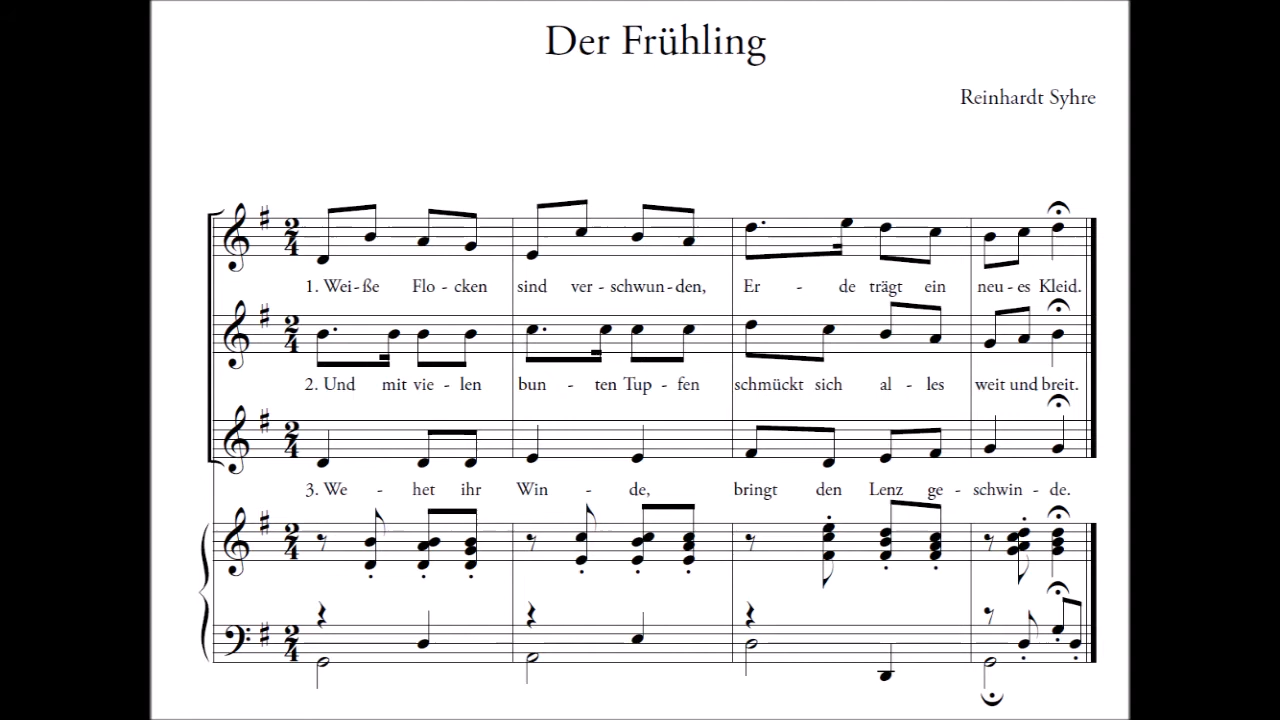 Der Frühling
Reinhardt Syhre
1. Wei - ße Flo - cken sind ver - schwun - den, Er - de trägt ein neu - es Kleid.
2. Und mit vie - len bun - ten Tup - fen schmückt sich al - les weit und breit.
3. We - het ihr Win - de, bringt den Lenz ge - schwin - de.